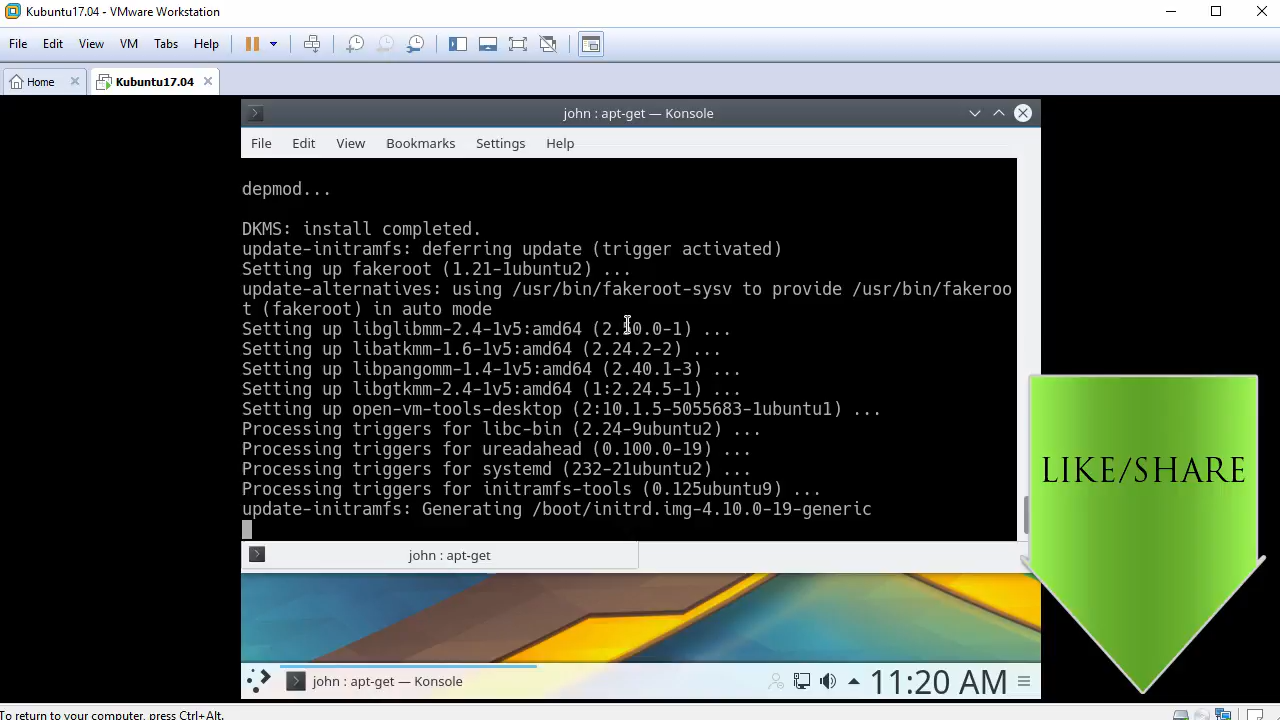 Kubuntu17.04 - VMware Workstation
File Edit View VM Tabs Help
Home Kubuntu17.04
john : apt-get — Konsole
File Edit View Bookmarks Settings Help
depmod...
DKMS: install completed.
update-initramfs: deferring update (trigger activated)
Setting up fakeroot (1.21-1ubuntu2) ...
update-alternatives: using /usr/bin/fakeroot-sysv to provide /usr/bin/fakeroo
t (fakeroot) in auto mode
Setting up libglibmm-2.4-1v5:amd64 (2.50.0-1) ...
Setting up libatkmm-1.6-1v5:amd64 (2.24.2-2) ...
Setting up libpangomm-1.4-1v5:amd64 (2.40.1-3) ...
Setting up libgtkmm-2.4-1v5:amd64 (1:2.24.5-1) ...
Setting up open-vm-tools-desktop (2:10.1.5-5055683-1ubuntu1) ...
Processing triggers for libc-bin (2.24-9ubuntu2) ...
Processing triggers for ureadahead (0.100.0-19) ...
Processing triggers for systemd (232-21ubuntu2) ...
Processing triggers for initramfs-tools (0.125ubuntu9) ...
update-initramfs: Generating /boot/initrd.img-4.10.0-19-generic
LIKE/SHARE
john : apt-get
john : apt-get — Konsole
11:20 AM
To return to your computer, press Ctrl+Alt.